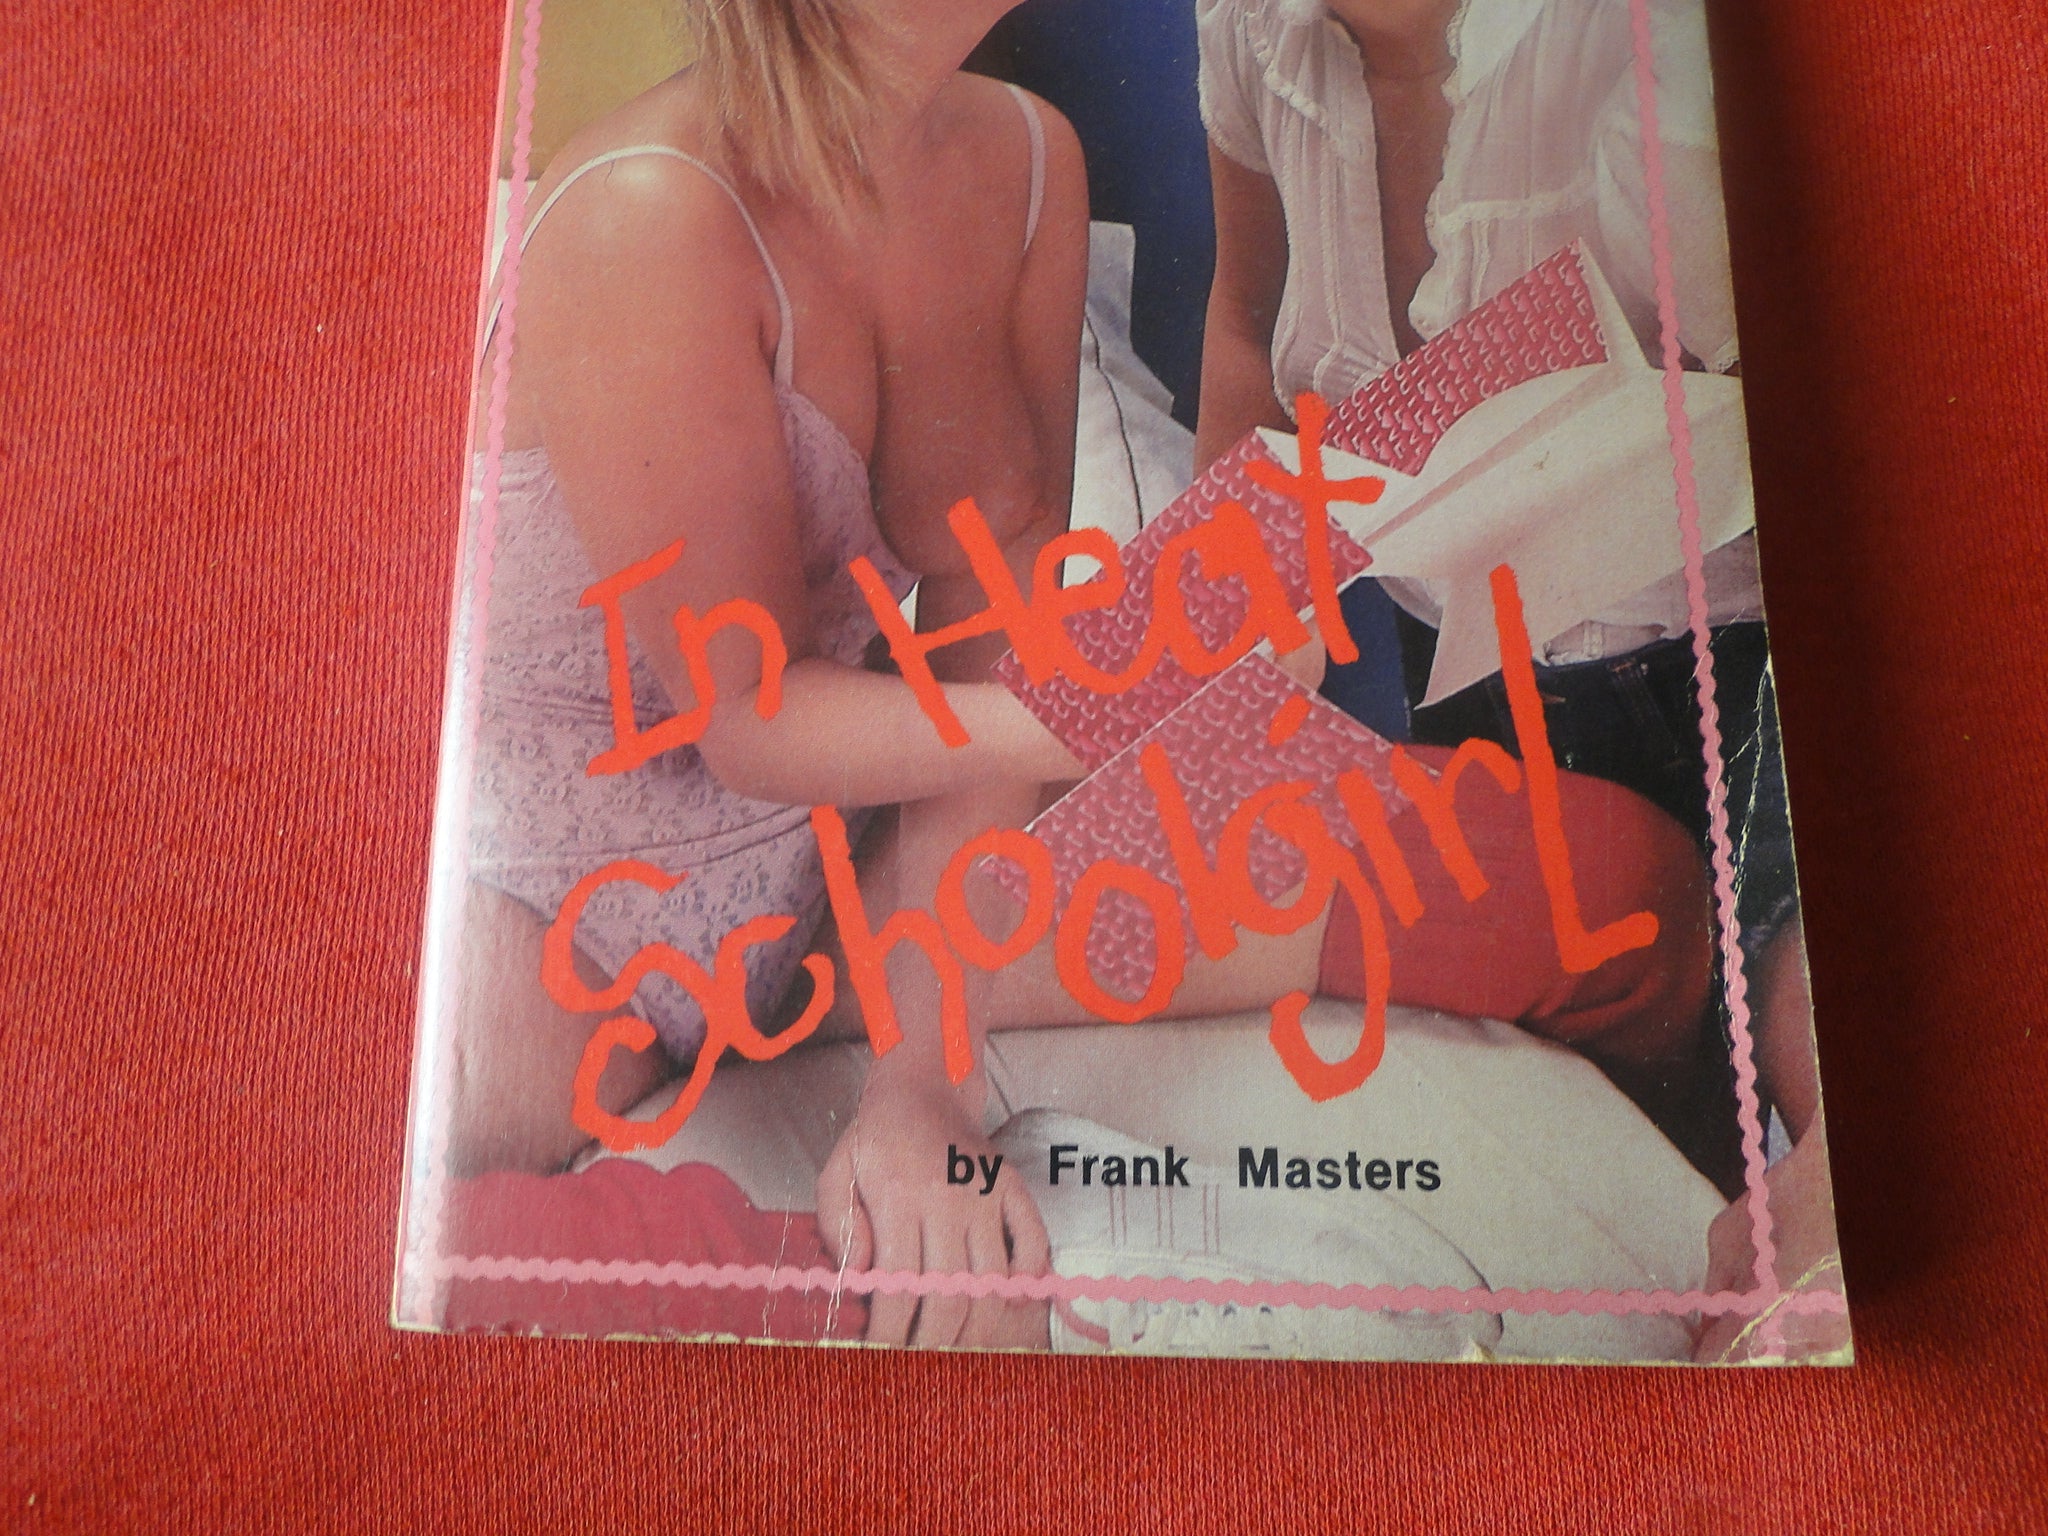 In Heat
Schoolgirl
by Frank Masters